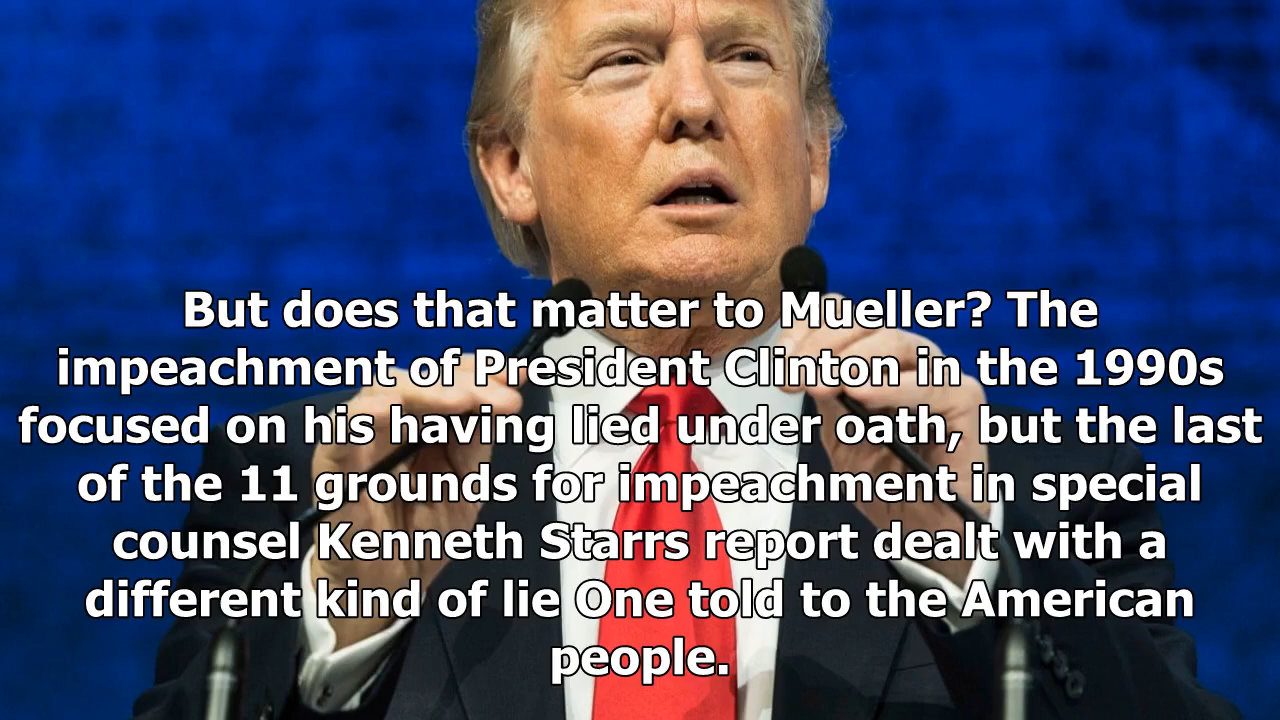 But does that matter to Mueller? The
impeachment of President Clinton in the 1990s
focused on his having lied under oath, but the last
of the 11 grounds for impeachment in special
counsel Kenneth Starrs report dealt with a
different kind of lie One told to the American
people.